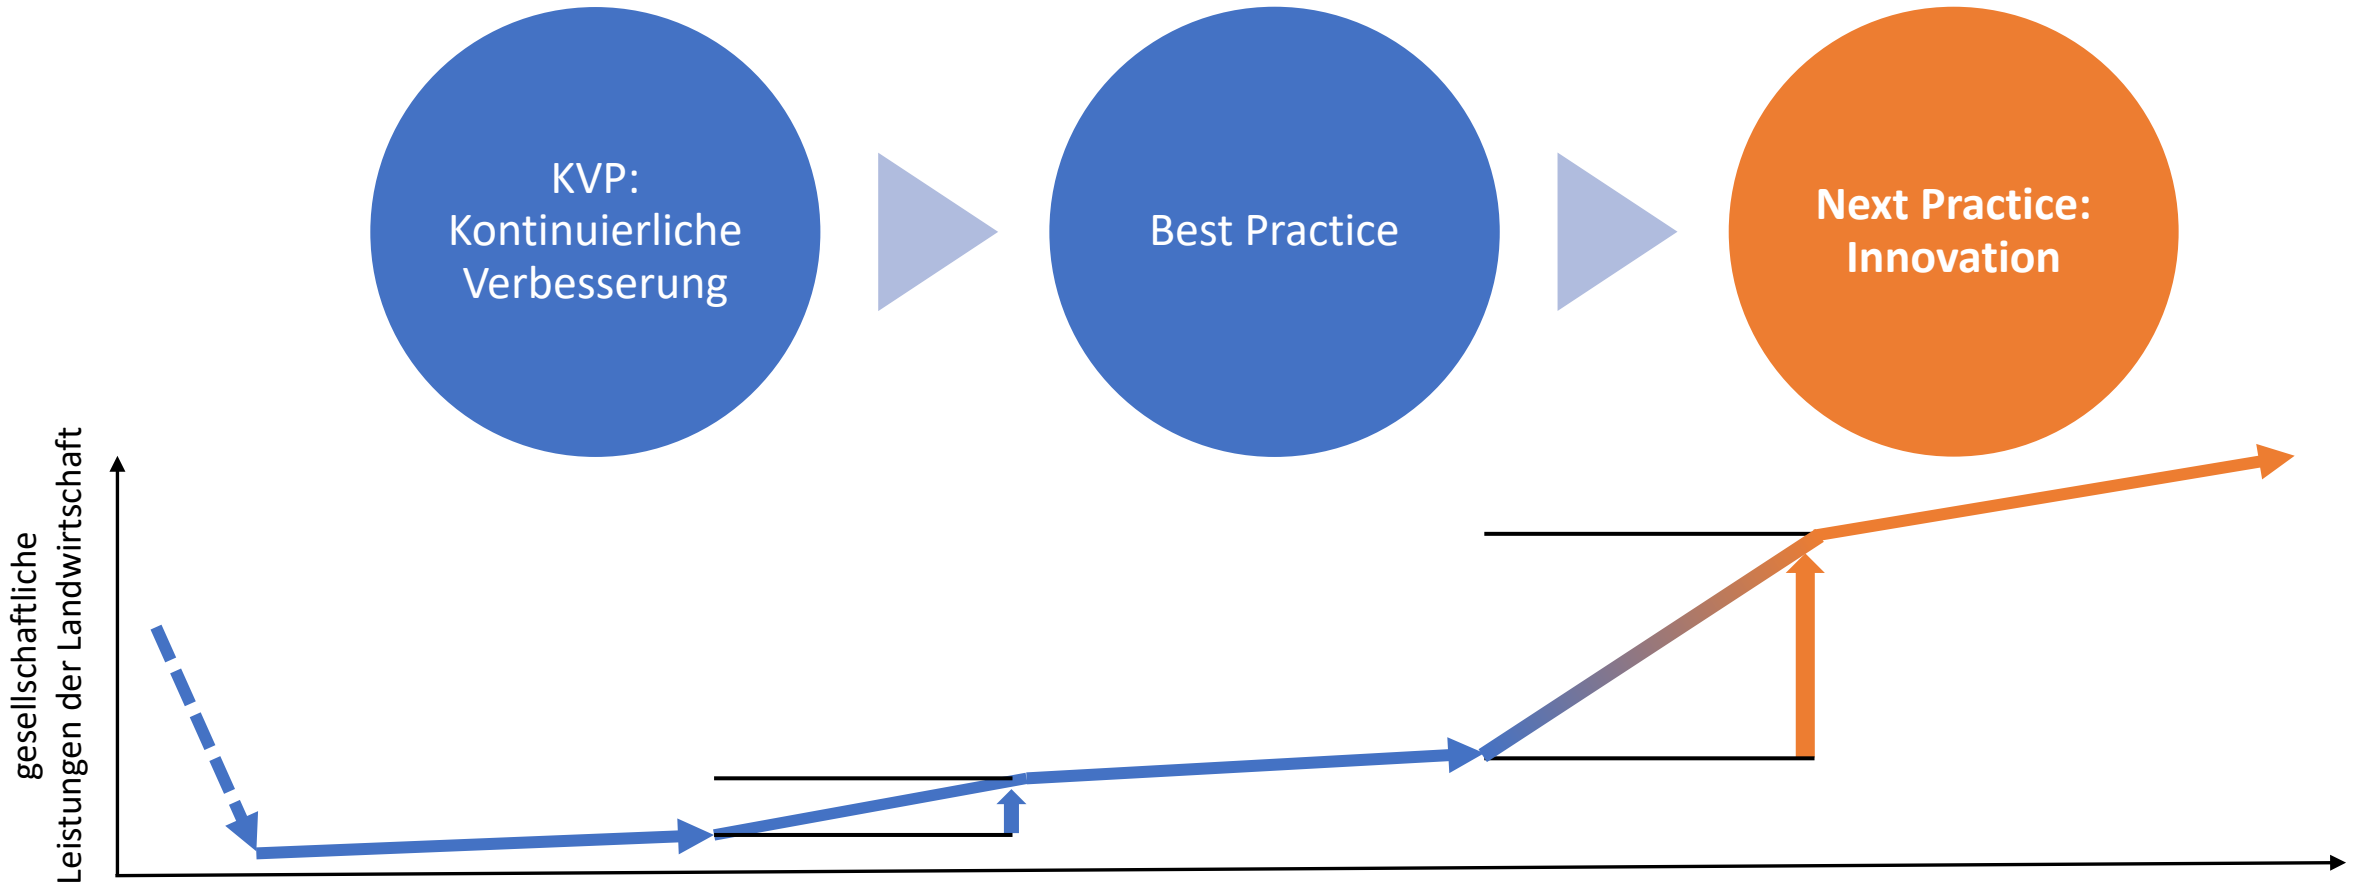 KVP:
Kontinuierliche
Verbesserung
Best Practice
Next Practice:
Innovation
gesellschaftliche
Leistungen der Landwirtschaft